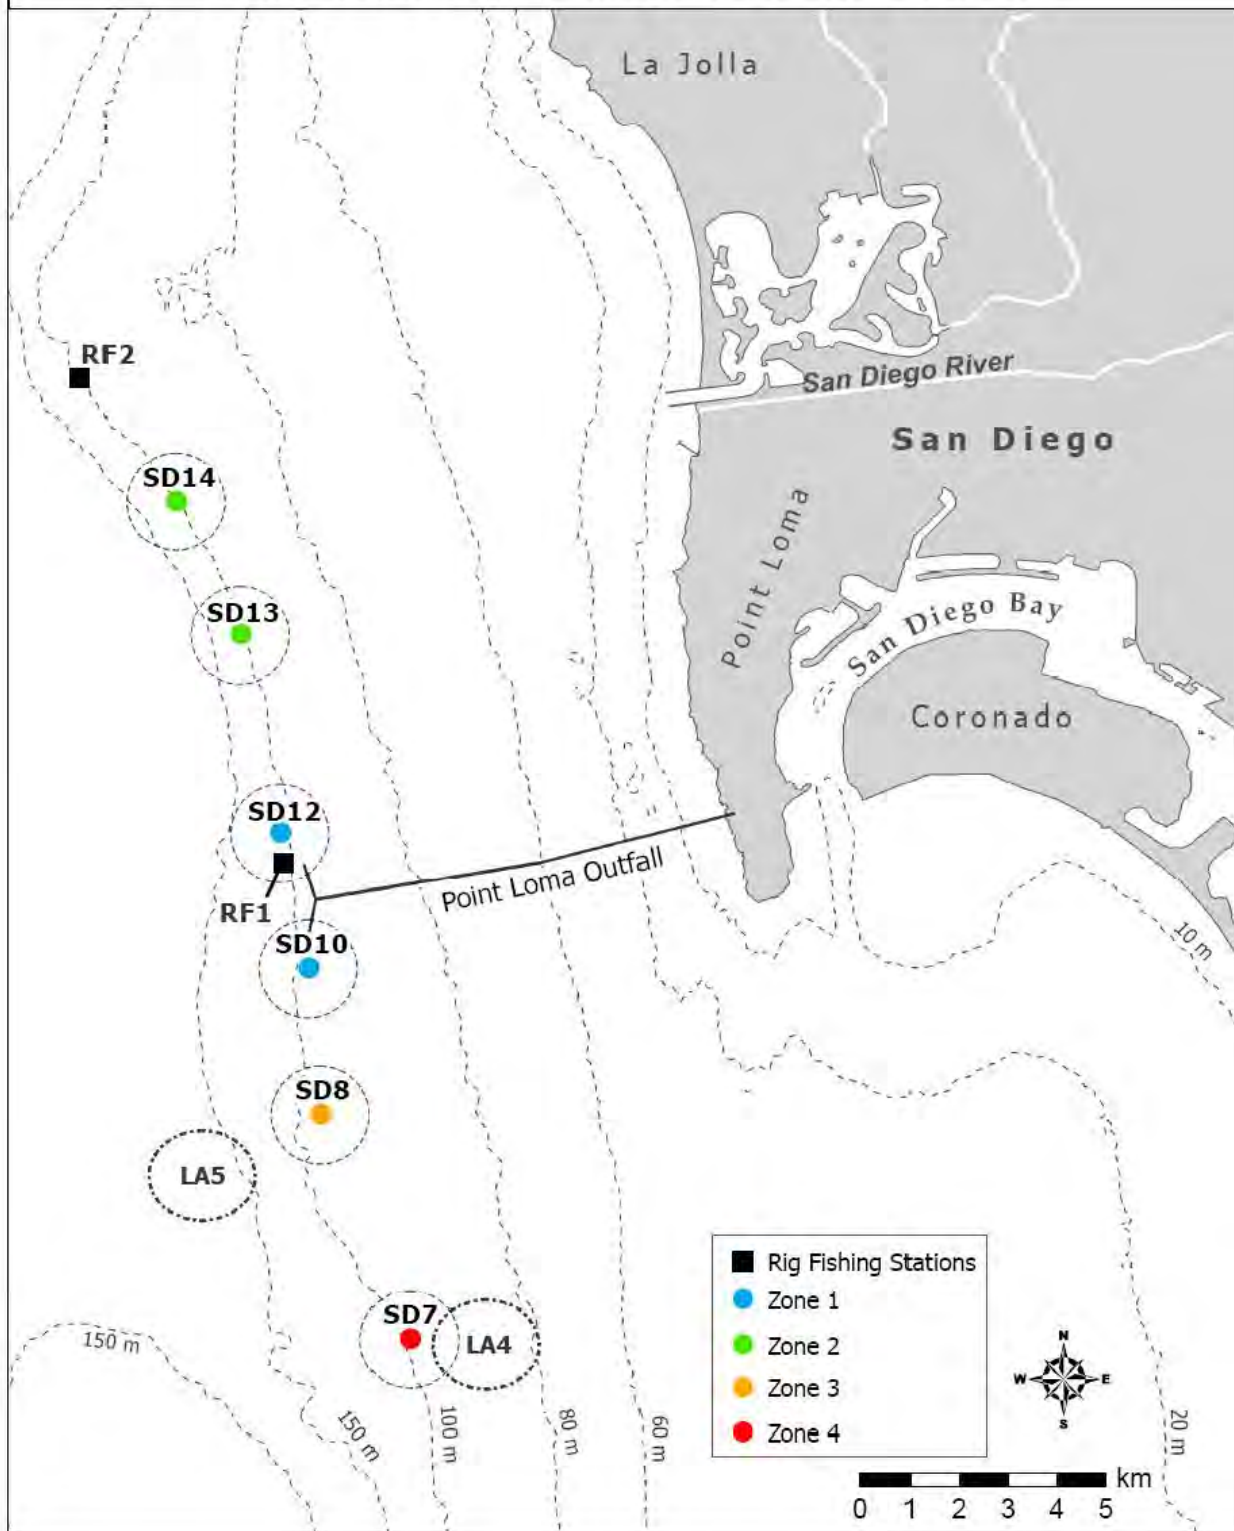 La Jolla
RF2
San Diego River
San Diego
SD14
Point Loma
San Diego Bay
SD13
Coronado
SD12
Point Loma Outfall
RF1
SD10
10 m
SD8
LA5
Rig Fishing Stations
Zone 1
Zone 2
Zone 3
Zone 4
SD7
LA4
150 m
150 m
100 m
80 m
60 m
20 m
N
W
E
S
km
0 1 2 3 4 5